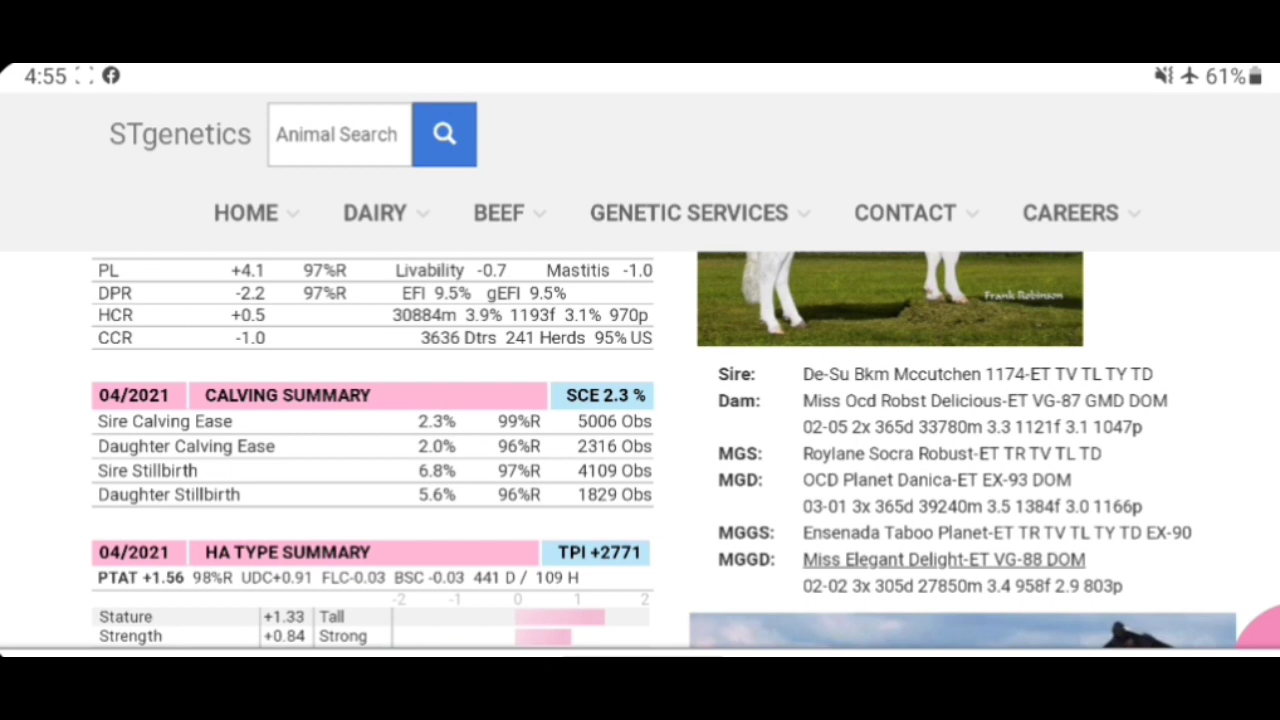 4:55 61%
STgenetics Animal Search
HOME DAIRY BEEF GENETIC SERVICES CONTACT CAREERS
PL +4.1 97%R Livability -0.7 Mastitis -1.0
DPR -2.2 97%R EFI 9.5% gEFI 9.5%
HCR +0.5 30884m 3.9% 1193f 3.1% 970p
CCR -1.0 3636 Dtrs 241 Herds 95% US
04/2021 CALVING SUMMARY SCE 2.3 %
Sire Calving Ease 2.3% 99%R 5006 Obs
Daughter Calving Ease 2.0% 96%R 2316 Obs
Sire Stillbirth 6.8% 97%R 4109 Obs
Daughter Stillbirth 5.6% 96%R 1829 Obs
04/2021 HA TYPE SUMMARY TPI +2771
PTAT +1.56 98%R UDC+0.91 FLC-0.03 BSC -0.03 441 D / 109 H
-2 -1 0 1 2
Stature +1.33 Tall
Strength +0.84 Strong
Frank Robinson
Sire: De-Su Bkm Mccutchen 1174-ET TV TL TY TD
Dam: Miss Ocd Robst Delicious-ET VG-87 GMD DOM
02-05 2x 365d 33780m 3.3 1121f 3.1 1047p
MGS: Roylane Socra Robust-ET TR TV TL TD
MGD: OCD Planet Danica-ET EX-93 DOM
03-01 3x 365d 39240m 3.5 1384f 3.0 1166p
MGGS: Ensenada Taboo Planet-ET TR TV TL TY TD EX-90
MGGD: Miss Elegant Delight-ET VG-88 DOM
02-02 3x 305d 27850m 3.4 958f 2.9 803p